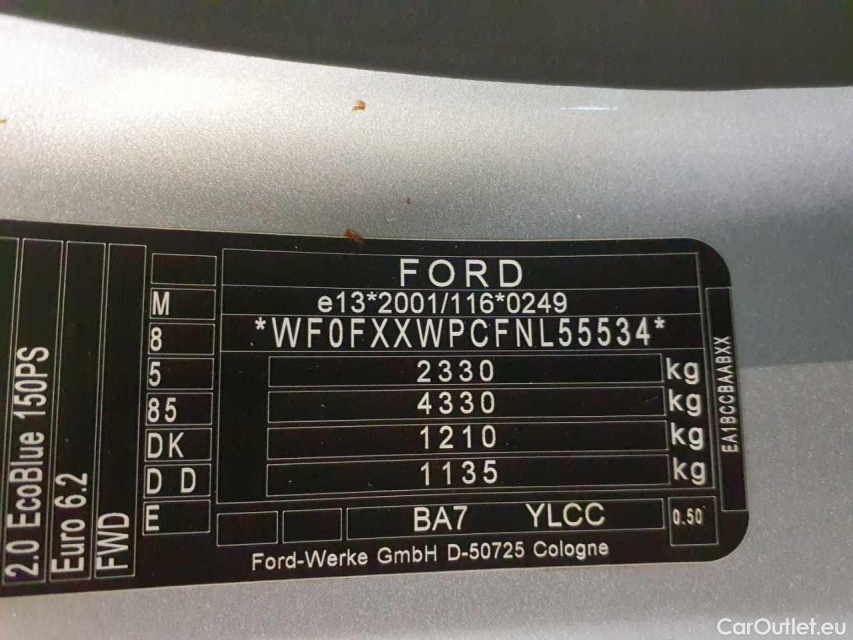 FORD
e13*2001/116*0249
*WF0FXXWPCFNL55534*
2330 kg
4330 kg
1210 kg
1135 kg
BA7 YLCC 0.50
Ford-Werke GmbH D-50725 Cologne
M
8
5
85
DK
D D
E
2.0 EcoBlue 150PS
Euro 6.2
FWD
EA1BCCBAABXX
CarOutlet.eu